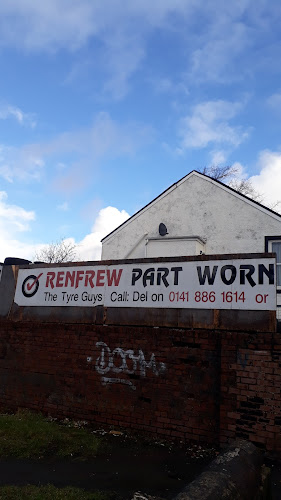 RENFREW PART WORN
The Tyre Guys Call: Del on 0141 886 1614 or
DOOM